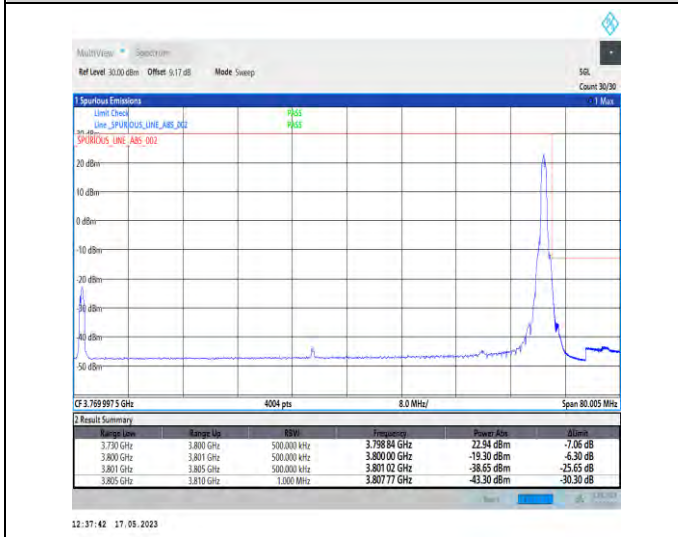 MultiView Spectrum
Ref Level 30.00 dBm Offset 9.17 dB Mode Sweep SGL
Count 30/30
1 Spurious Emissions 1 Max
Limit Check PASS
Line _SPURIOUS_LINE_ABS_002 PASS
_SPURIOUS_LINE_ABS_002
20 dBm
10 dBm
0 dBm
-10 dBm
-20 dBm
-30 dBm
-40 dBm
-50 dBm
CF 3.769 997 5 GHz 4004 pts 8.0 MHz/ Span 80.005 MHz
2 Result Summary
Range Low Range Up RBW Frequency Power Abs ΔLimit
3.730 GHz 3.800 GHz 500.000 kHz 3.798 84 GHz 22.94 dBm -7.06 dB
3.800 GHz 3.801 GHz 500.000 kHz 3.800 00 GHz -19.30 dBm -6.30 dB
3.801 GHz 3.805 GHz 500.000 kHz 3.801 02 GHz -38.65 dBm -25.65 dB
3.805 GHz 3.810 GHz 1.000 MHz 3.807 77 GHz -43.30 dBm -30.30 dB
12:37:42 17.05.2023